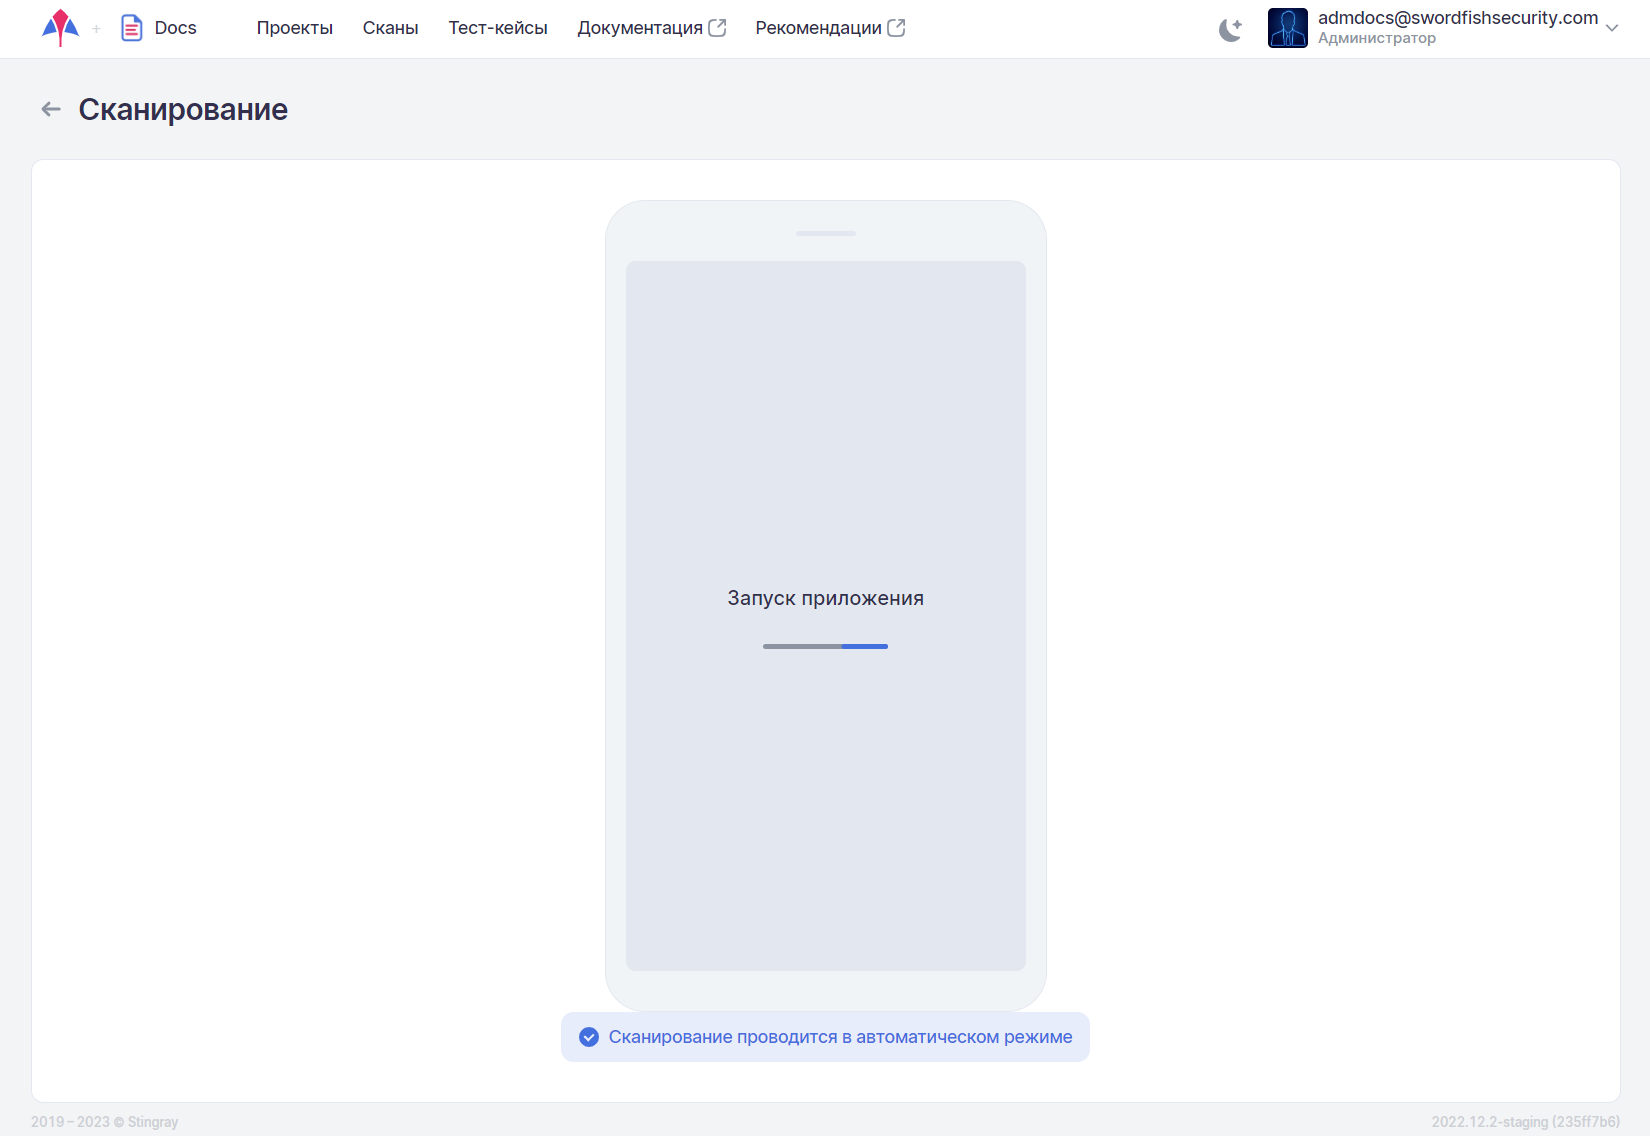 Docs
Проекты
Сканы
Тест-кейсы
Документация
Рекомендации
admdocs@swordfishsecurity.com
Администратор
Сканирование
Запуск приложения
Сканирование проводится в автоматическом режиме
2019 – 2023 © Stingray
2022.12.2-staging (235ff7b6)